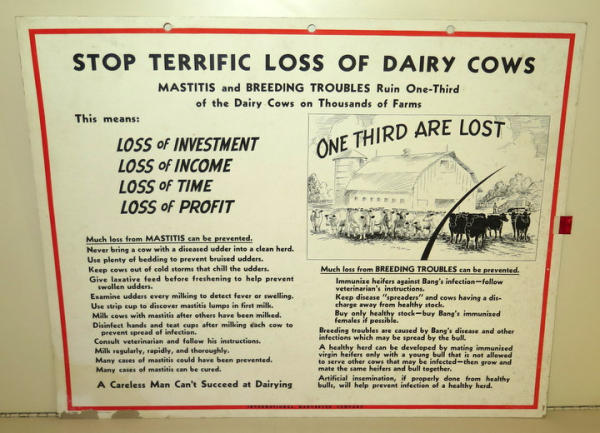 STOP TERRIFIC LOSS OF DAIRY COWS
MASTITIS and BREEDING TROUBLES Ruin One-Third
of the Dairy Cows on Thousands of Farms
This means:
LOSS of INVESTMENT
LOSS of INCOME
LOSS of TIME
LOSS of PROFIT
ONE THIRD ARE LOST
Much loss from MASTITIS can be prevented.
Never bring a cow with a diseased udder into a clean herd.
Use plenty of bedding to prevent bruised udders.
Keep cows out of cold storms that chill the udders.
Give laxative feed before freshening to help prevent
swollen udders.
Examine udders every milking to detect fever or swelling.
Use strip cup to discover mastitis lumps in first milk.
Milk cows with mastitis after others have been milked.
Disinfect hands and teat cups after milking each cow to
prevent spread of infection.
Consult veterinarian and follow his instructions.
Milk regularly, rapidly, and thoroughly.
Many cases of mastitis could have been prevented.
Many cases of mastitis can be cured.
A Careless Man Can't Succeed at Dairying
Much loss from BREEDING TROUBLES can be prevented.
Immunize heifers against Bang's infection—follow
veterinarian's instructions.
Keep disease "spreaders" and cows having a dis-
charge away from healthy stock.
Buy only healthy stock—buy Bang's immunized
females if possible.
Breeding troubles are caused by Bang's disease and other
infections which may be spread by the bull.
A healthy herd can be developed by mating immunized
virgin heifers only with a young bull that is not allowed
to serve other cows that may be infected—then grow and
mate the same heifers and bull together.
Artificial insemination, if properly done from healthy
bulls, will help prevent infection of a healthy herd.
INTERNATIONAL HARVESTER COMPANY